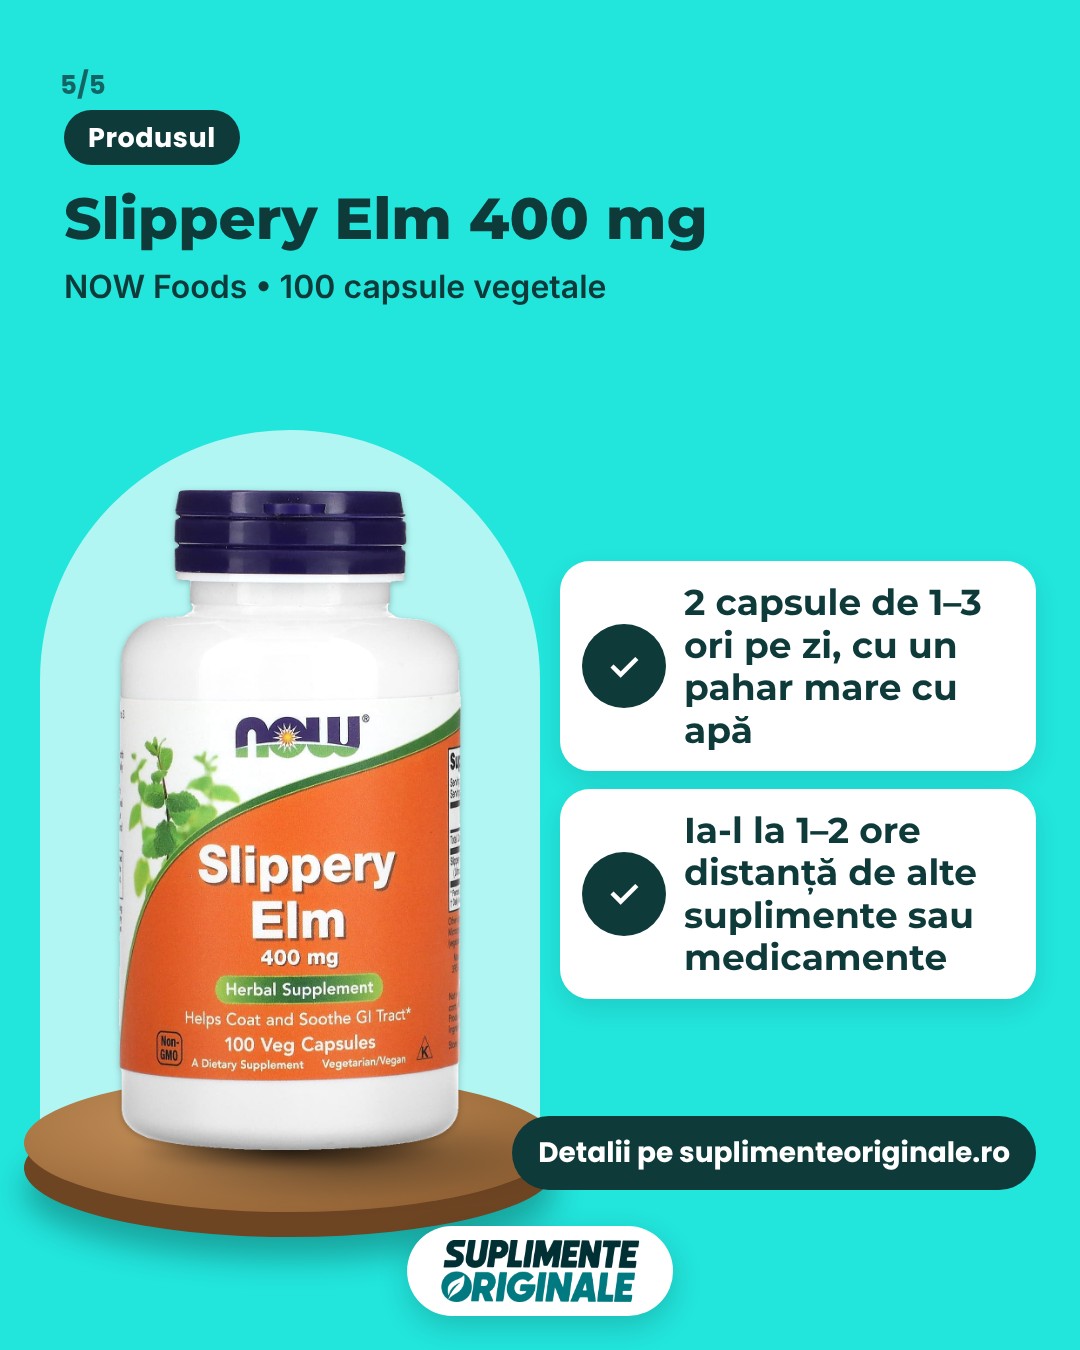 5/5
Produsul
Slippery Elm 400 mg
NOW Foods • 100 capsule vegetale
2 capsule de 1–3
ori pe zi, cu un
pahar mare cu
apă
Ia-l la 1–2 ore
distanță de alte
suplimente sau
medicamente
NOW®
Slippery
Elm
400 mg
Herbal Supplement
Helps Coat and Soothe GI Tract*
Non-
GMO
100 Veg Capsules
A Dietary Supplement Vegetarian/Vegan
K
Detalii pe suplimenteoriginale.ro
SUPLIMENTE
ORIGINALE